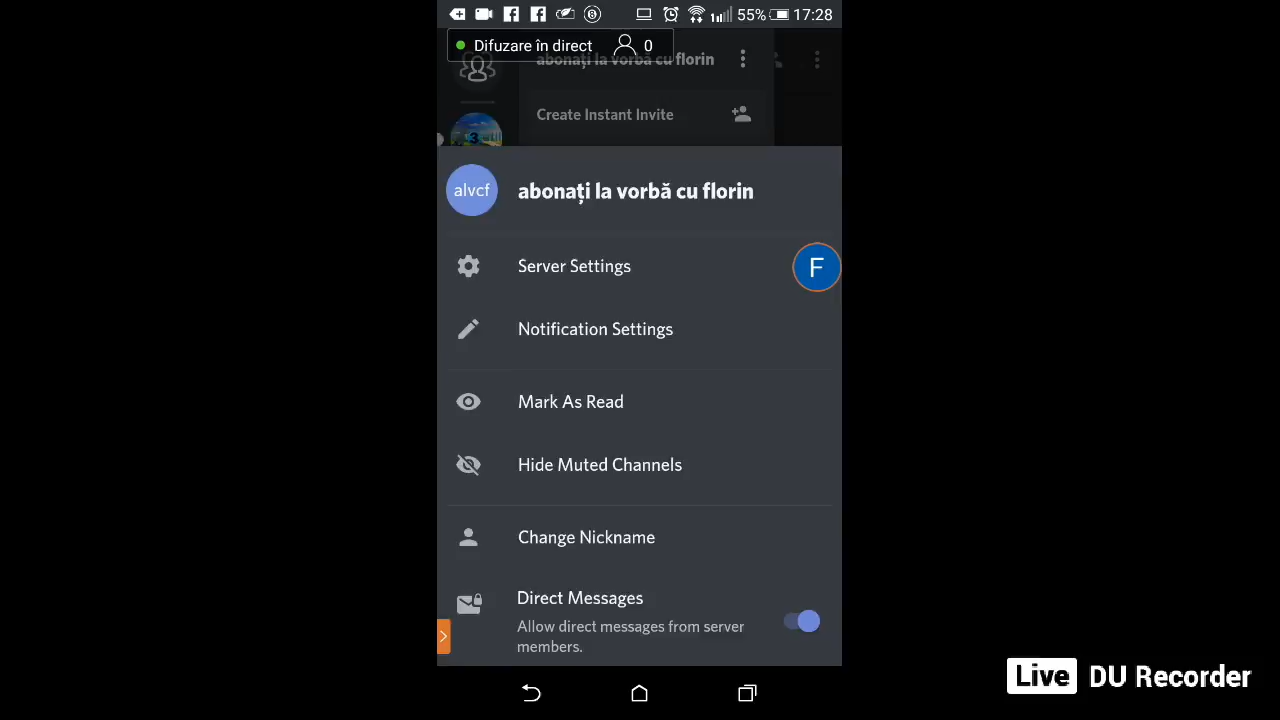 55% 17:28
Difuzare în direct 0
abonați la vorbă cu florin
Create Instant Invite
3
alvcf abonați la vorbă cu florin
Server Settings
F
Notification Settings
Mark As Read
Hide Muted Channels
Change Nickname
Direct Messages
Allow direct messages from server
members.
Live DU Recorder